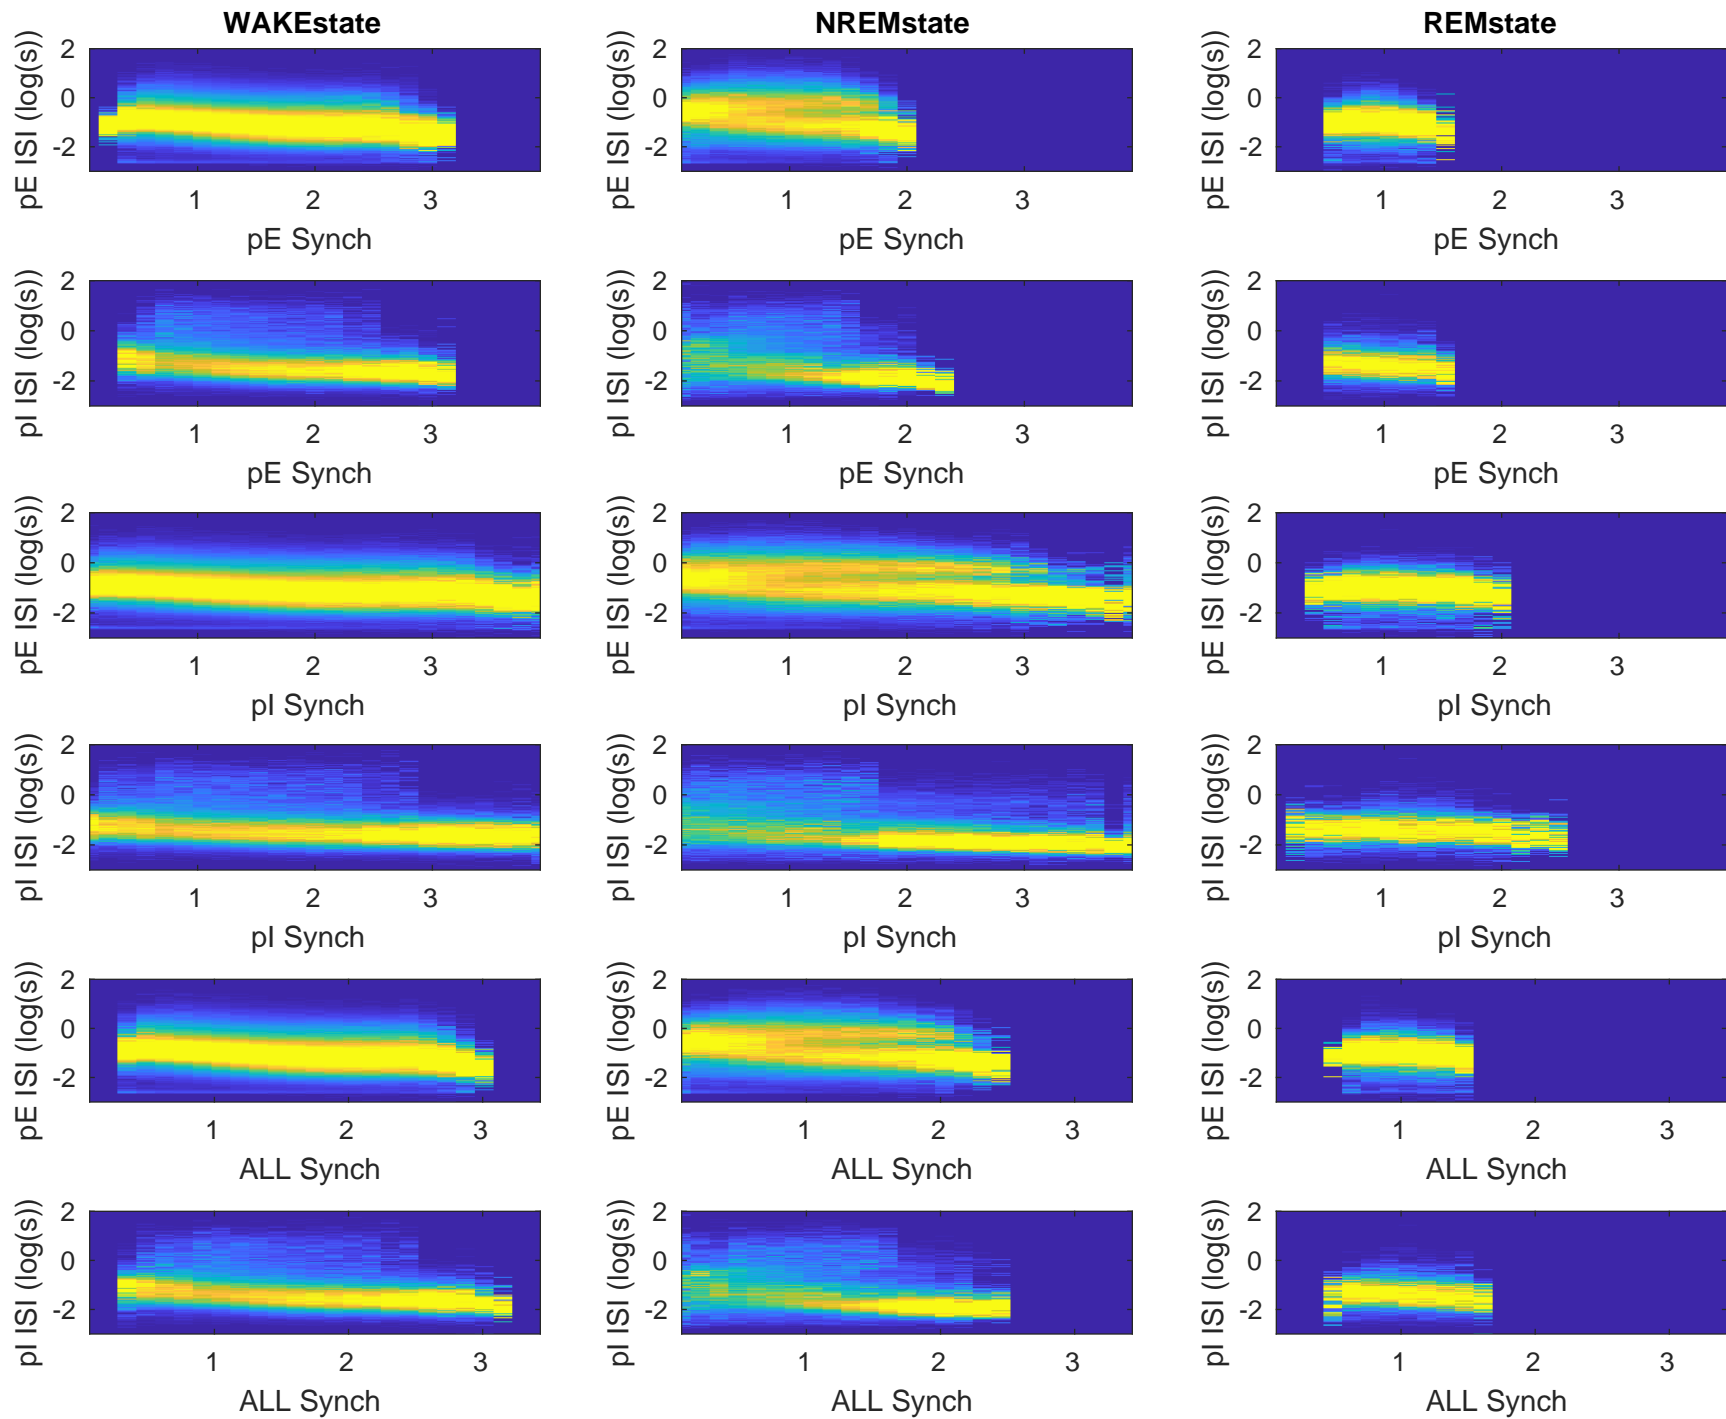 WAKEstate NREMstate REMstate
pE ISI (log(s)) 2 0 -2 pE ISI (log(s)) 2 0 -2 pE ISI (log(s)) 2 0 -2
1 2 3 1 2 3 1 2 3
pE Synch pE Synch pE Synch
pI ISI (log(s)) 2 0 -2 pI ISI (log(s)) 2 0 -2 pI ISI (log(s)) 2 0 -2
1 2 3 1 2 3 1 2 3
pE Synch pE Synch pE Synch
pE ISI (log(s)) 2 0 -2 pE ISI (log(s)) 2 0 -2 pE ISI (log(s)) 2 0 -2
1 2 3 1 2 3 1 2 3
pI Synch pI Synch pI Synch
pI ISI (log(s)) 2 0 -2 pI ISI (log(s)) 2 0 -2 pI ISI (log(s)) 2 0 -2
1 2 3 1 2 3 1 2 3
pI Synch pI Synch pI Synch
pE ISI (log(s)) 2 0 -2 pE ISI (log(s)) 2 0 -2 pE ISI (log(s)) 2 0 -2
1 2 3 1 2 3 1 2 3
ALL Synch ALL Synch ALL Synch
pI ISI (log(s)) 2 0 -2 pI ISI (log(s)) 2 0 -2 pI ISI (log(s)) 2 0 -2
1 2 3 1 2 3 1 2 3
ALL Synch ALL Synch ALL Synch